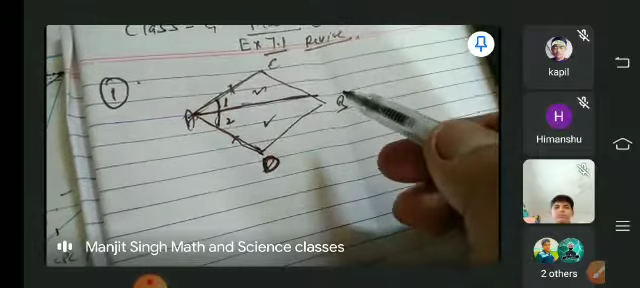 Class - 9
Ex 7.1 Revise.
1
C
A
1
2
B
D
Manjit Singh Math and Science classes
kapil
H
Himanshu
2 others